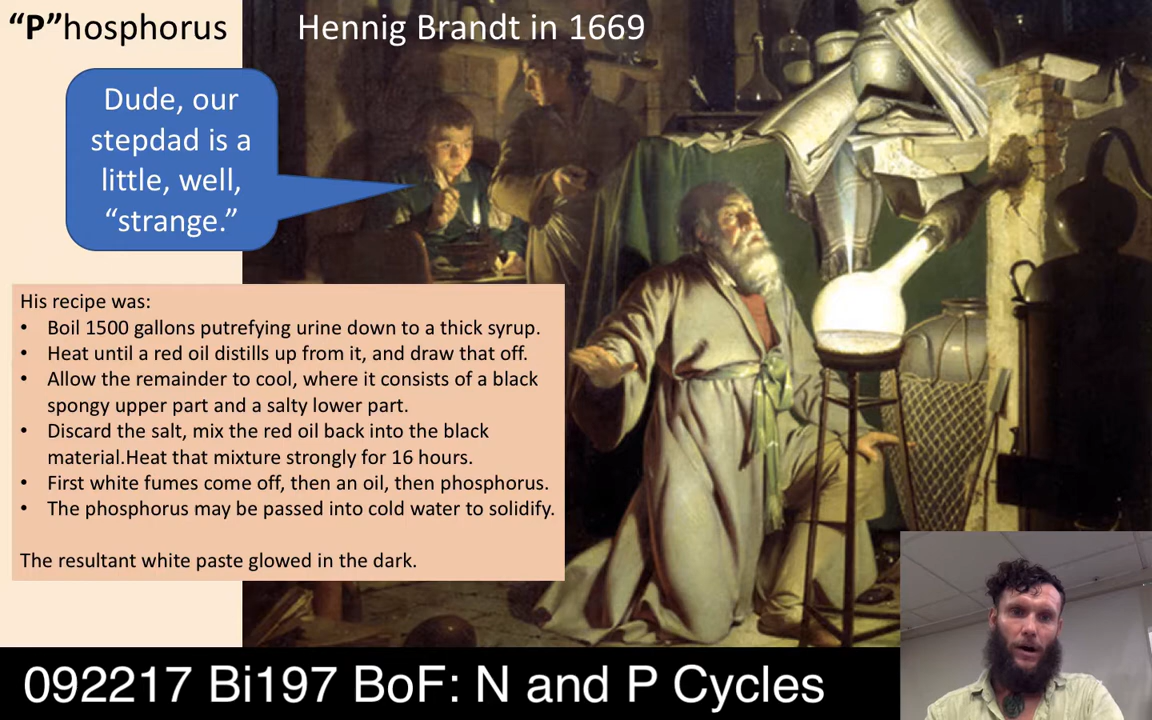 “P”hosphorus
Hennig Brandt in 1669
Dude, our
stepdad is a
little, well,
“strange.”
His recipe was:
• Boil 1500 gallons putrefying urine down to a thick syrup.
• Heat until a red oil distills up from it, and draw that off.
• Allow the remainder to cool, where it consists of a black
spongy upper part and a salty lower part.
• Discard the salt, mix the red oil back into the black
material.Heat that mixture strongly for 16 hours.
• First white fumes come off, then an oil, then phosphorus.
• The phosphorus may be passed into cold water to solidify.
The resultant white paste glowed in the dark.
092217 Bi197 BoF: N and P Cycles